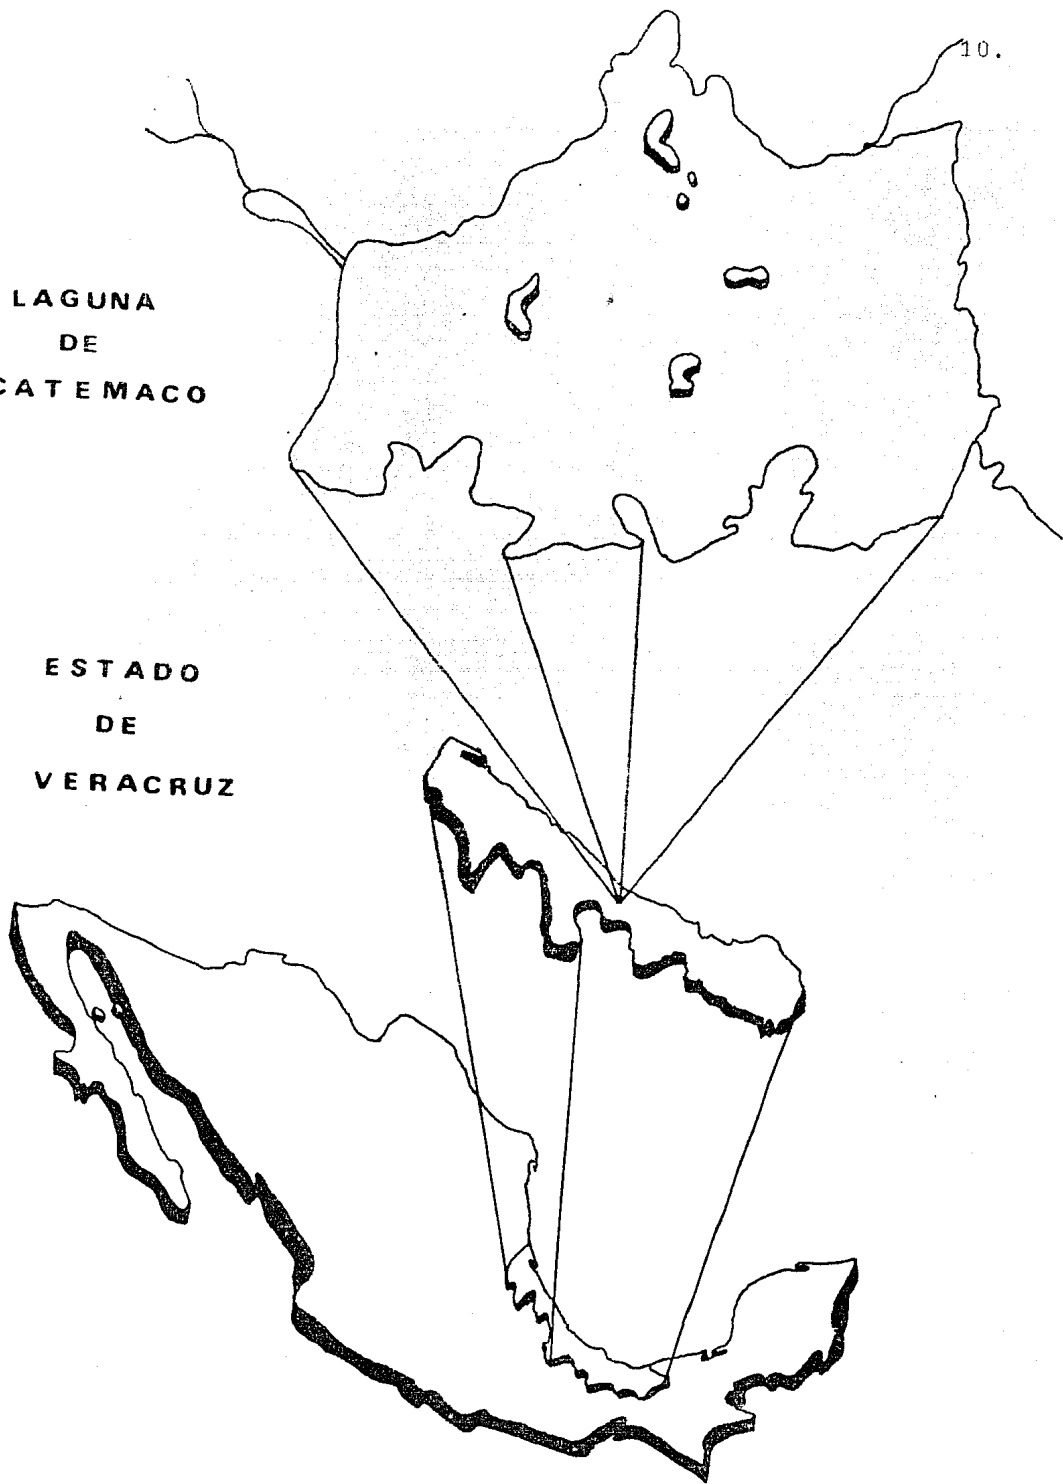 10.
LAGUNA
DE
CATEMACO
ESTADO
DE
VERACRUZ